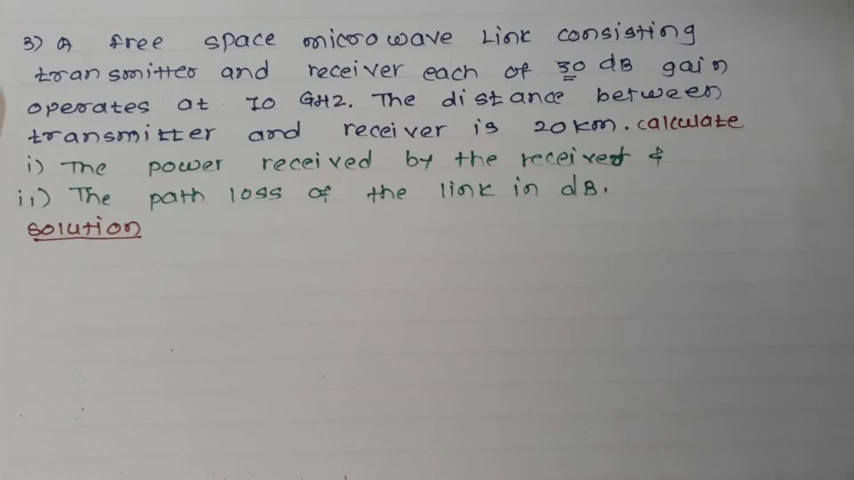 3) A free space microwave Link consisting
transmitter and receiver each of 30 dB gain
operates at 10 GHZ. The distance between
transmitter and receiver is 20 km. calculate
i) The power received by the received &
ii) The path loss of the link in dB.
solution